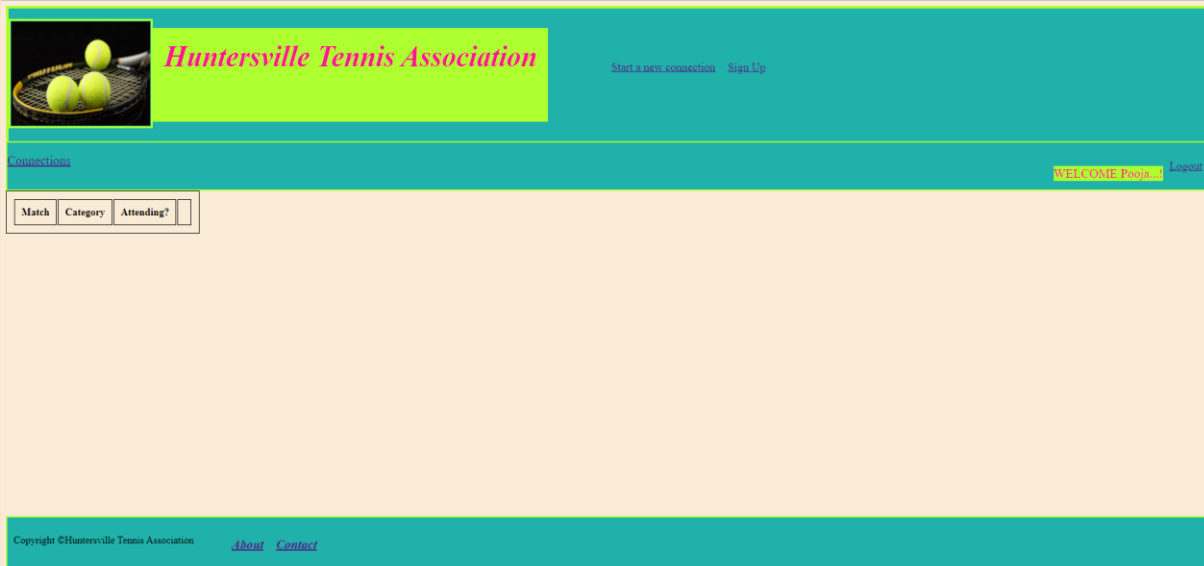 Huntersville Tennis Association
Start a new connection Sign Up
Connections
WELCOME Pooja...! Logout
Match Category Attending?
Copyright ©Huntersville Tennis Association About Contact